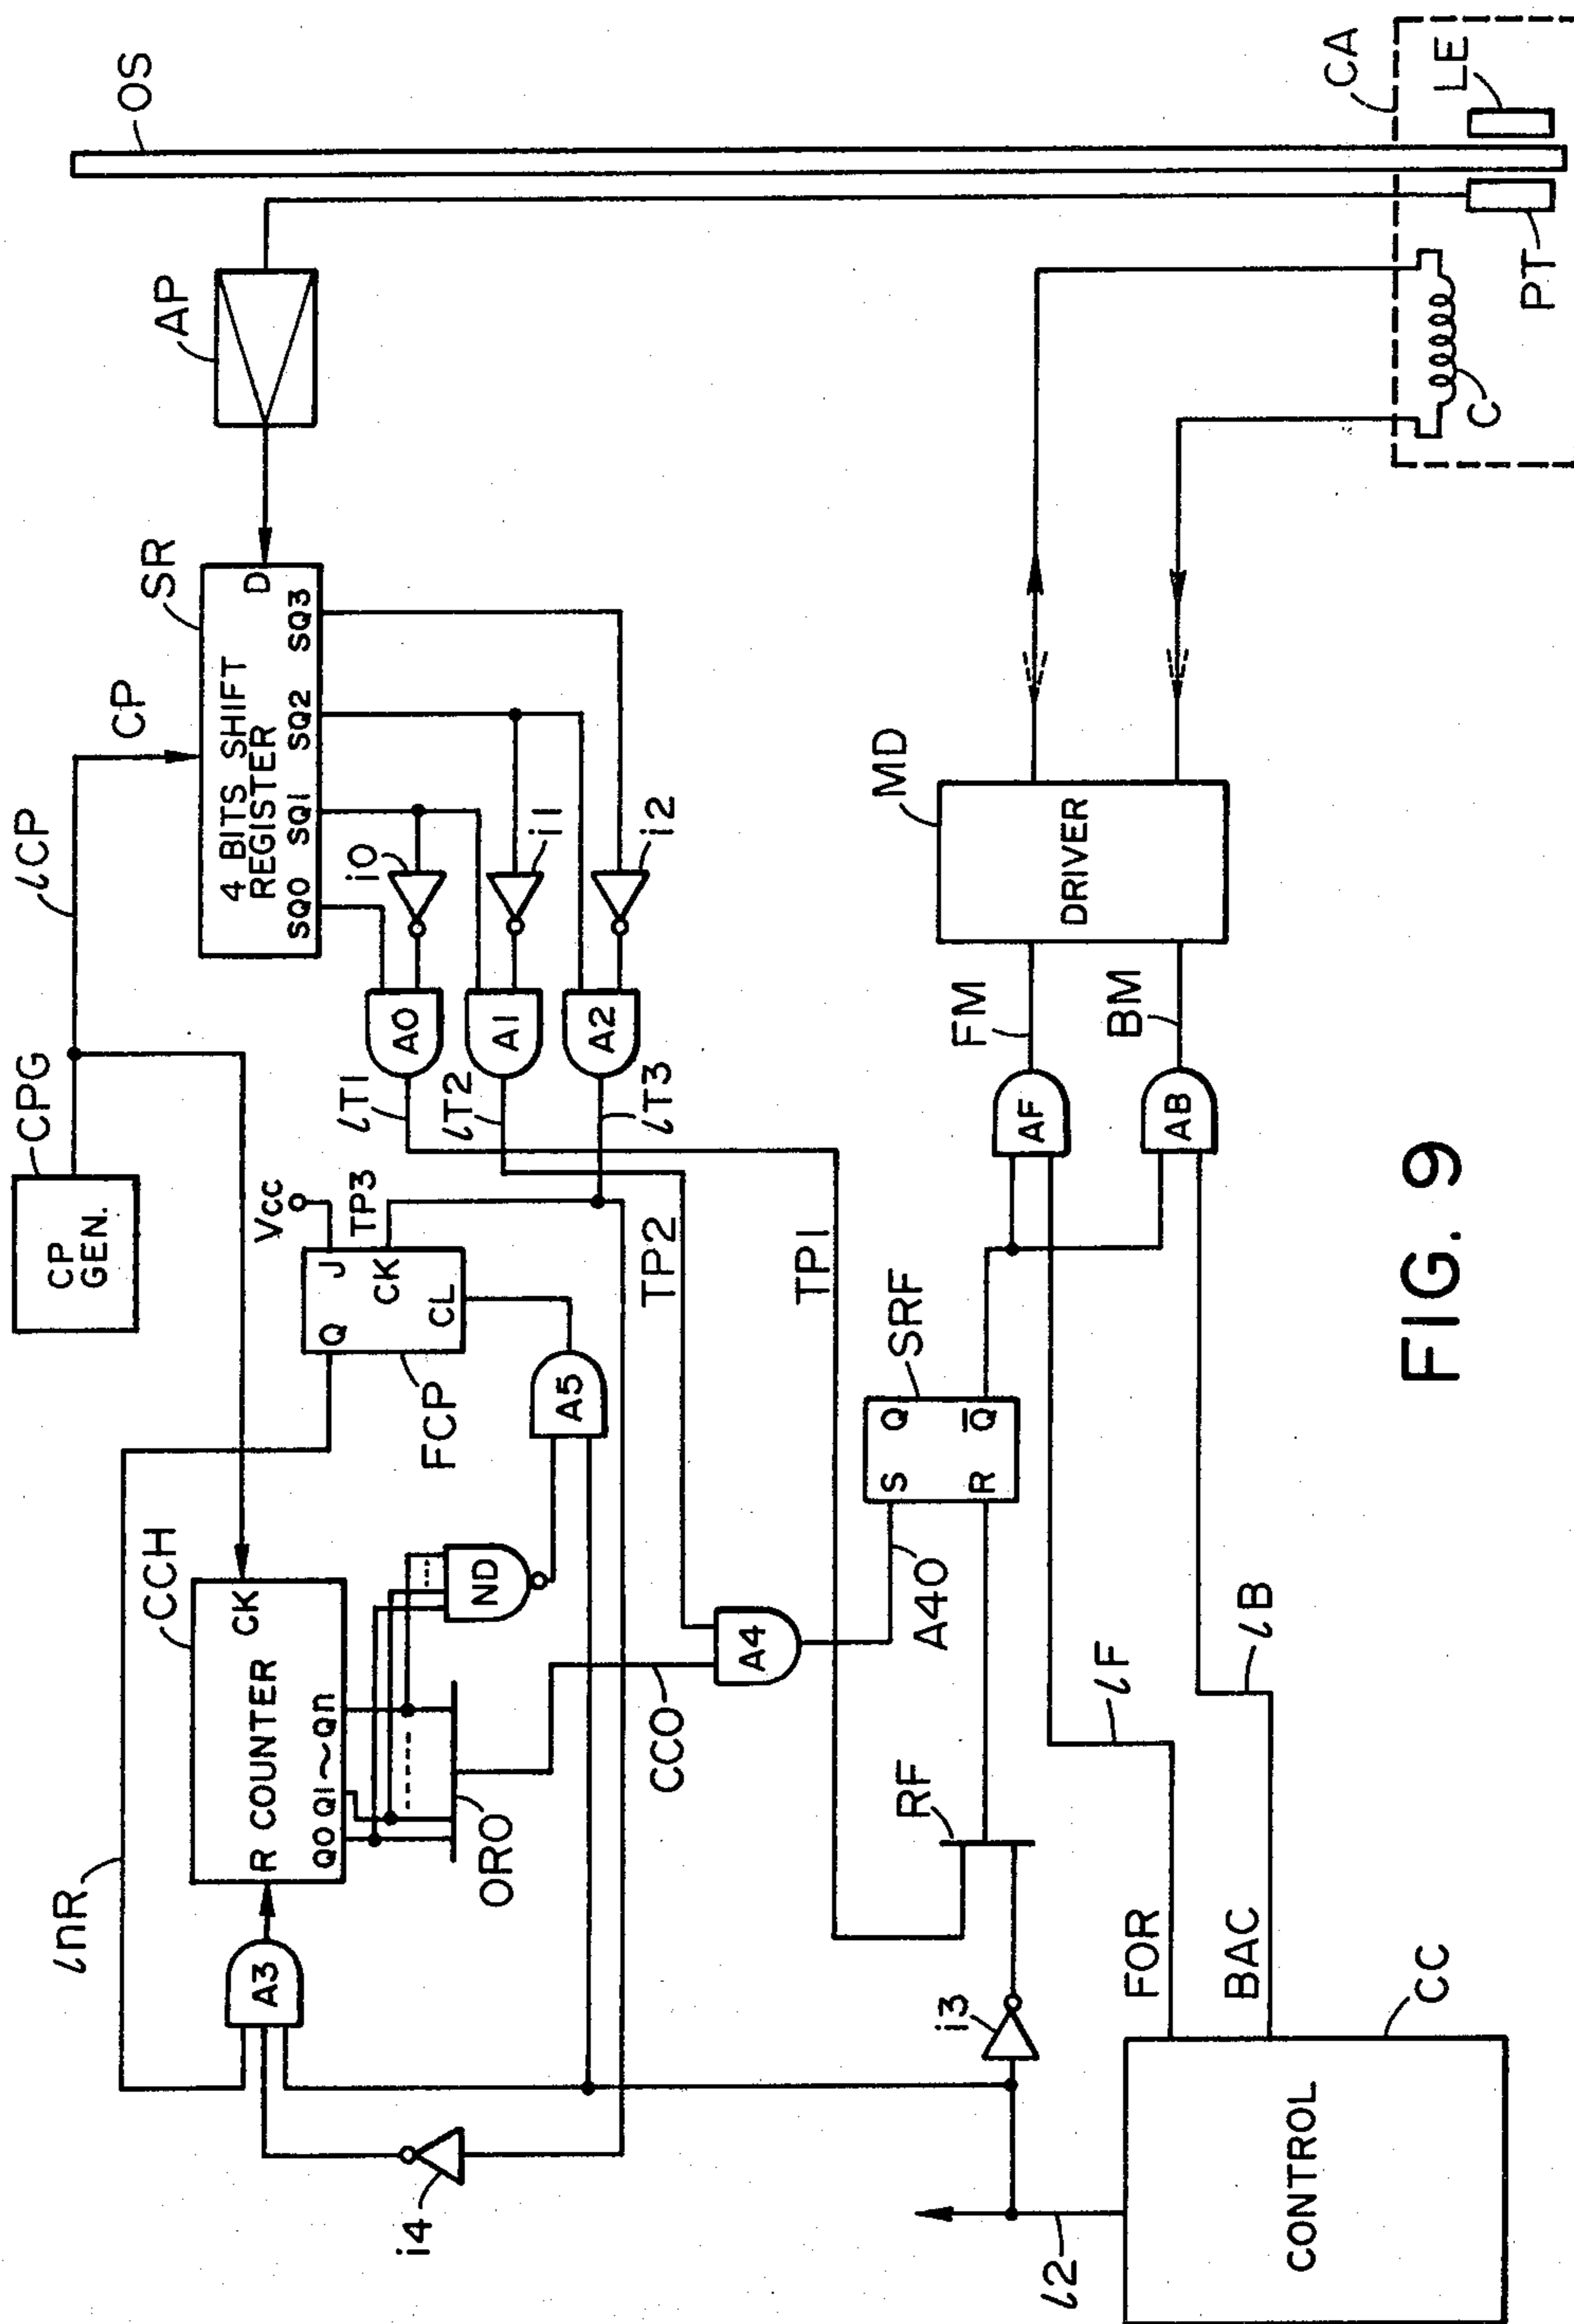 OS
CA
LE
PT
C
AP
SR
4 BITS SHIFT
REGISTER
D
SQ0 SQ1 SQ2 SQ3
CP
ℓCP
CPG
CP
GEN.
i0
i1
i2
A0
A1
A2
ℓT1
ℓT2
ℓT3
Vcc
TP3
J
CK
CL
Q
FCP
TP2
TP1
A5
CCH
R COUNTER CK
Q0 Q1~Qn
ND
ORO
ℓnR
A3
i4
CCO
A4
A40
S Q
R Q̅
SRF
RF
i3
AF
AB
FM
BM
MD
DRIVER
ℓF
ℓB
FOR
BAC
CC
CONTROL
ℓ2
FIG. 9